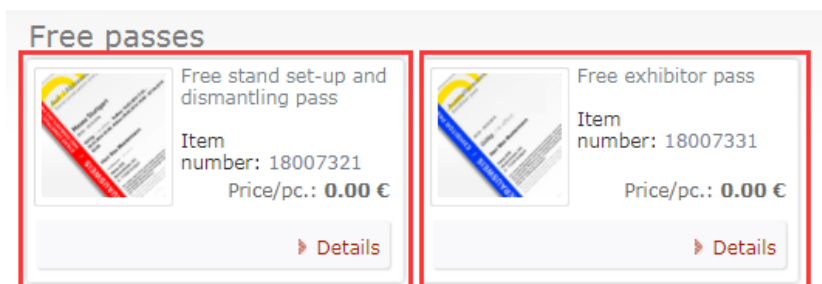 Free passes
Free stand set-up and
dismantling pass
Item
number: 18007321
Price/pc.: 0.00 €
Details
Free exhibitor pass
Item
number: 18007331
Price/pc.: 0.00 €
Details